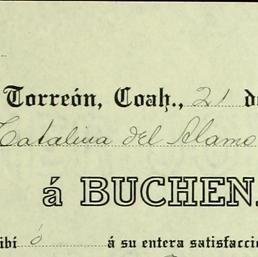 Torreón, Coah., 21 d
Catalina del Alamo
á BUCHEN
ibí ó á su entera satisfacci